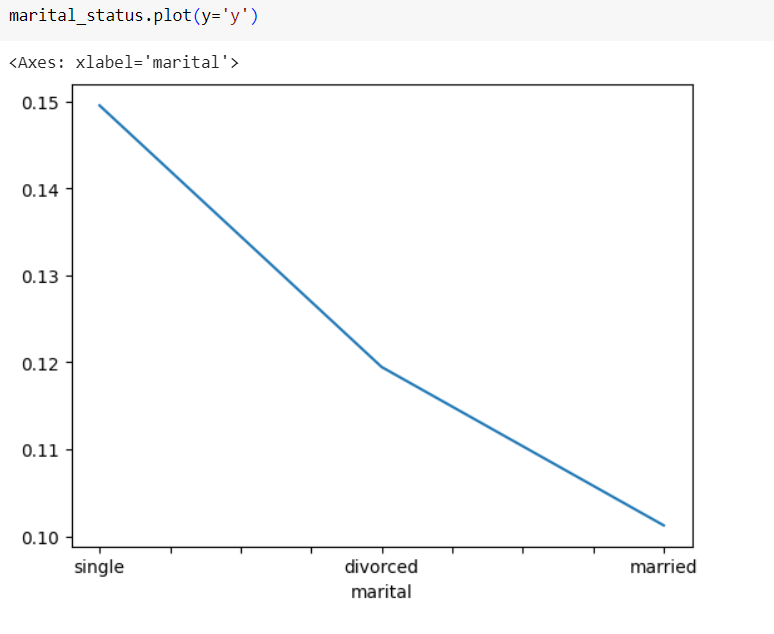 marital_status.plot(y='y')
<Axes: xlabel='marital'>
0.15
0.14
0.13
0.12
0.11
0.10
single divorced married
marital